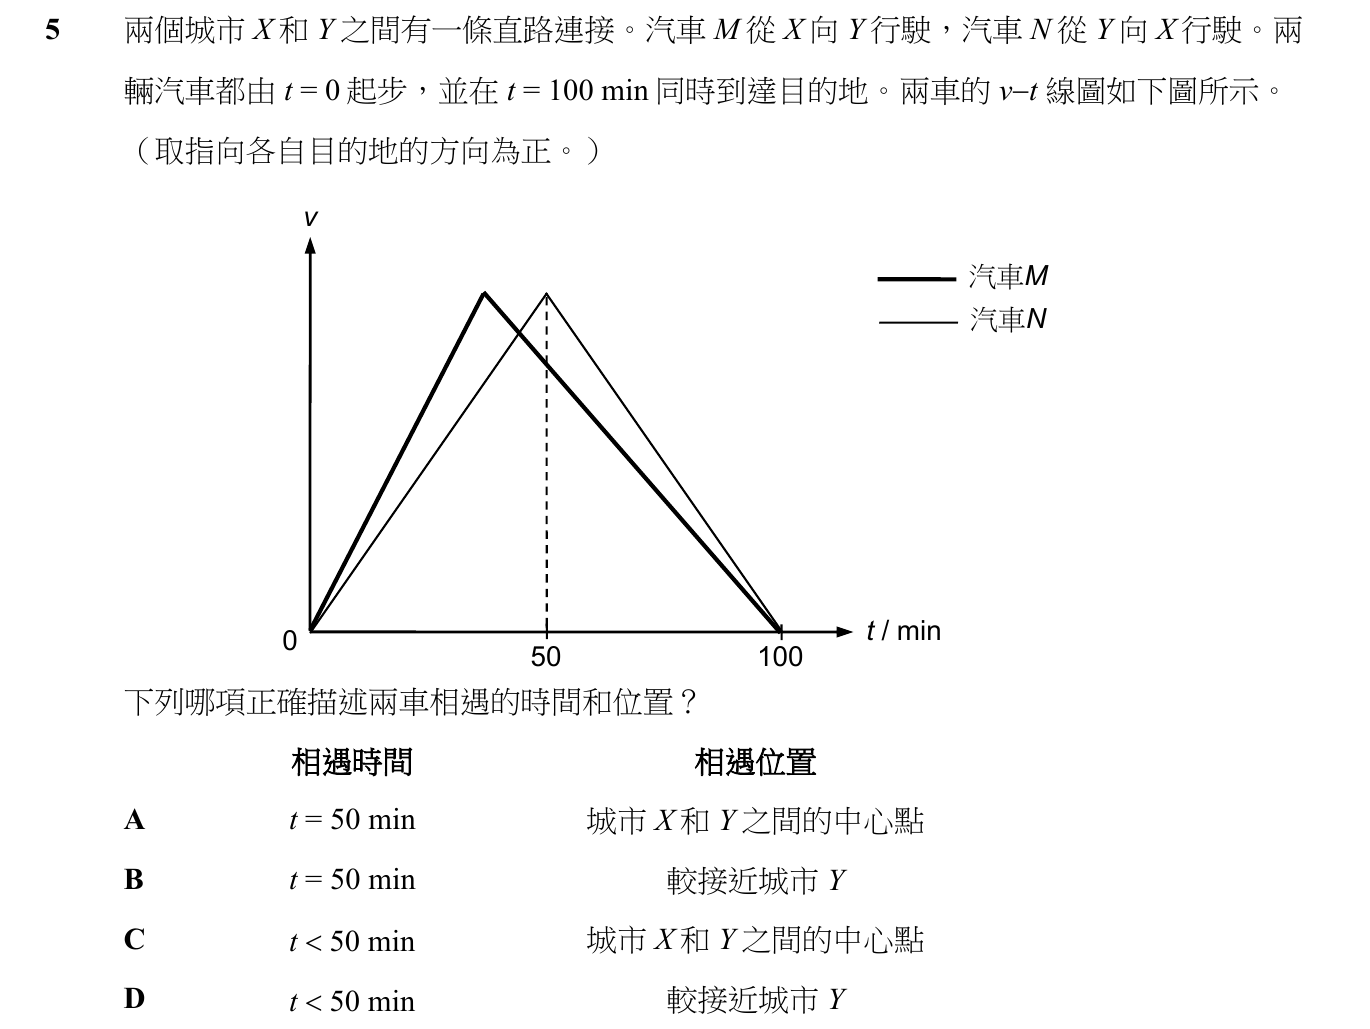 5 兩個城市 X 和 Y 之間有一條直路連接。汽車 M 從 X 向 Y 行駛，汽車 N 從 Y 向 X 行駛。兩
輛汽車都由 t = 0 起步，並在 t = 100 min 同時到達目的地。兩車的 v–t 線圖如下圖所示。
（取指向各自目的地的方向為正。）
v
汽車M
汽車N
0
50
100
t / min
下列哪項正確描述兩車相遇的時間和位置？
相遇時間 相遇位置
A t = 50 min 城市 X 和 Y 之間的中心點
B t = 50 min 較接近城市 Y
C t < 50 min 城市 X 和 Y 之間的中心點
D t < 50 min 較接近城市 Y